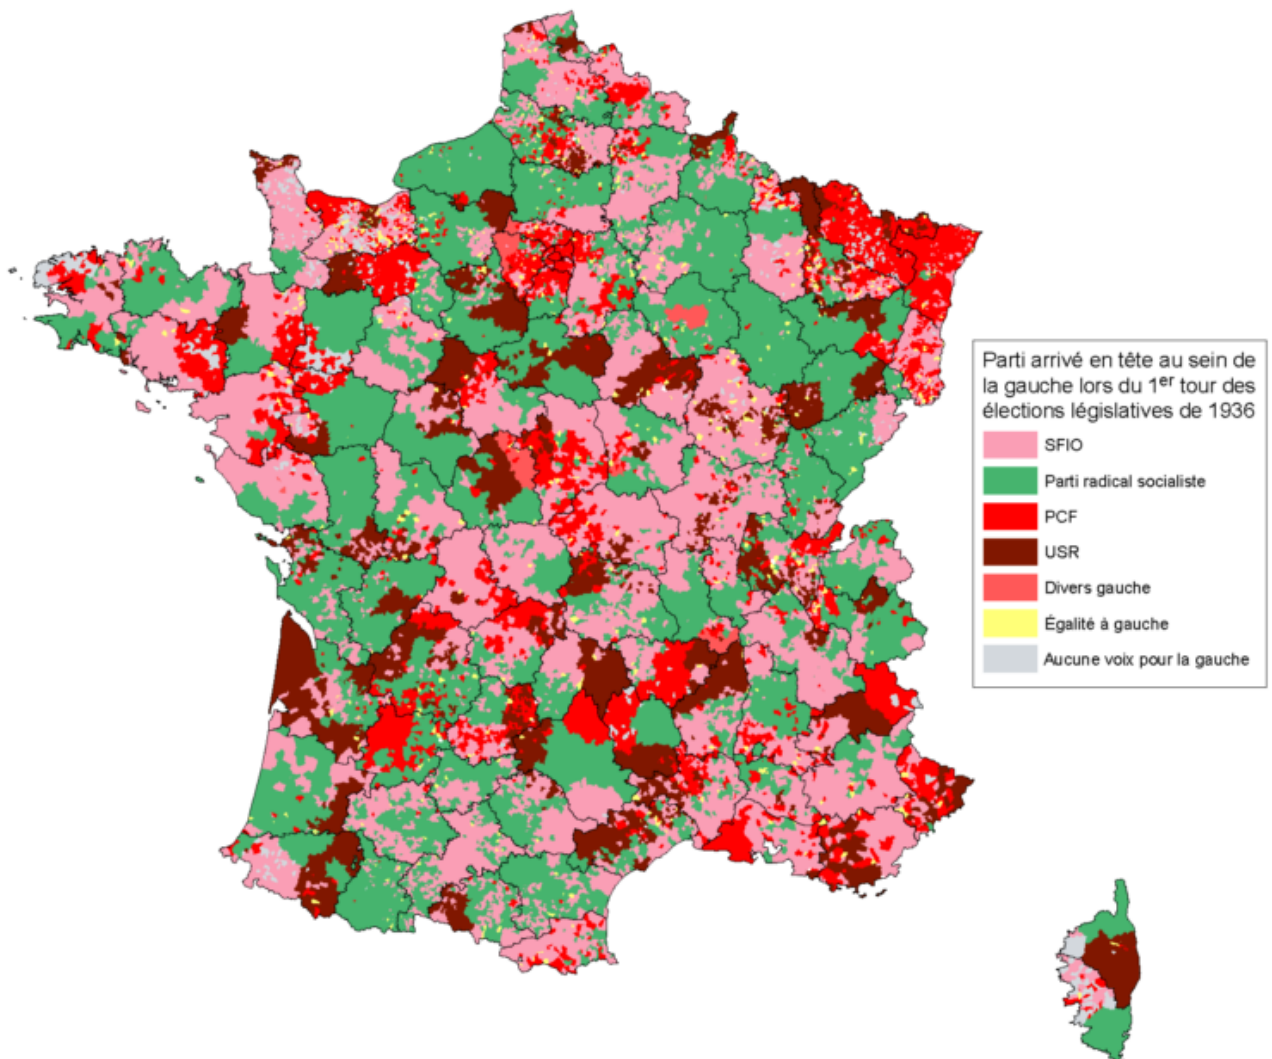 Parti arrivé en tête au sein de
la gauche lors du 1er tour des
élections législatives de 1936
SFIO
Parti radical socialiste
PCF
USR
Divers gauche
Égalité à gauche
Aucune voix pour la gauche